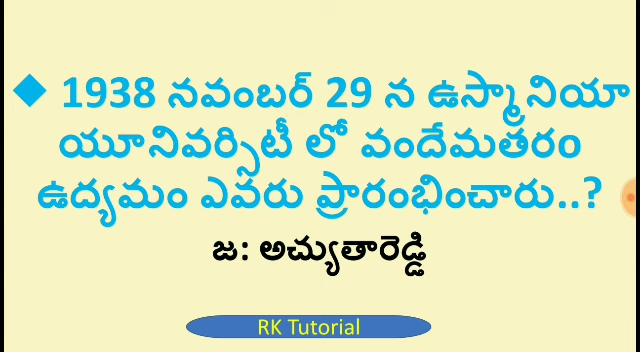 ◆ 1938 నవంబర్ 29 న ఉస్మానియా
యూనివర్సిటీ లో వందేమతరం
ఉద్యమం ఎవరు ప్రారంభించారు..?
జ: అచ్యుతారెడ్డి
RK Tutorial